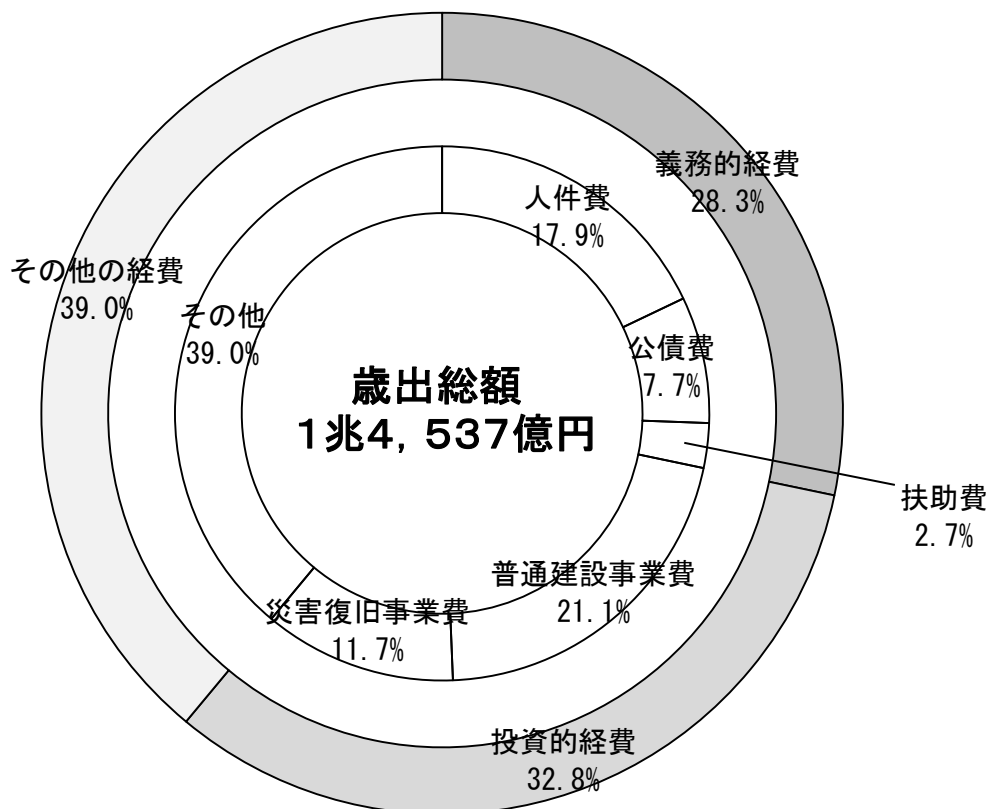 義務的経費
28.3%
人件費
17.9%
その他の経費
39.0%
その他
39.0%
公債費
7.7%
歳出総額
1兆4,537億円
扶助費
2.7%
普通建設事業費
21.1%
災害復旧事業費
11.7%
投資的経費
32.8%